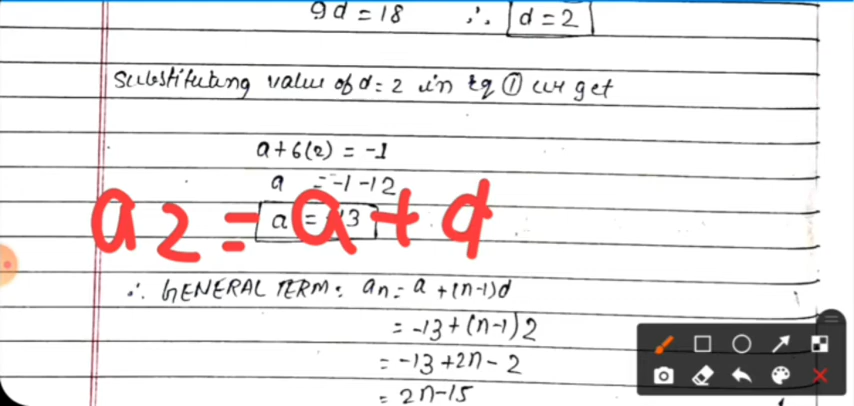 9d = 18 ∴ d = 2
Substituting value of d = 2 in Eq ① we get
a + 6(2) = -1
a = -1 - 12
a = -13
a2 = a + d
∴ GENERAL TERM: an = a + (n-1)d
= -13 + (n-1)2
= -13 + 2n - 2
= 2n - 15